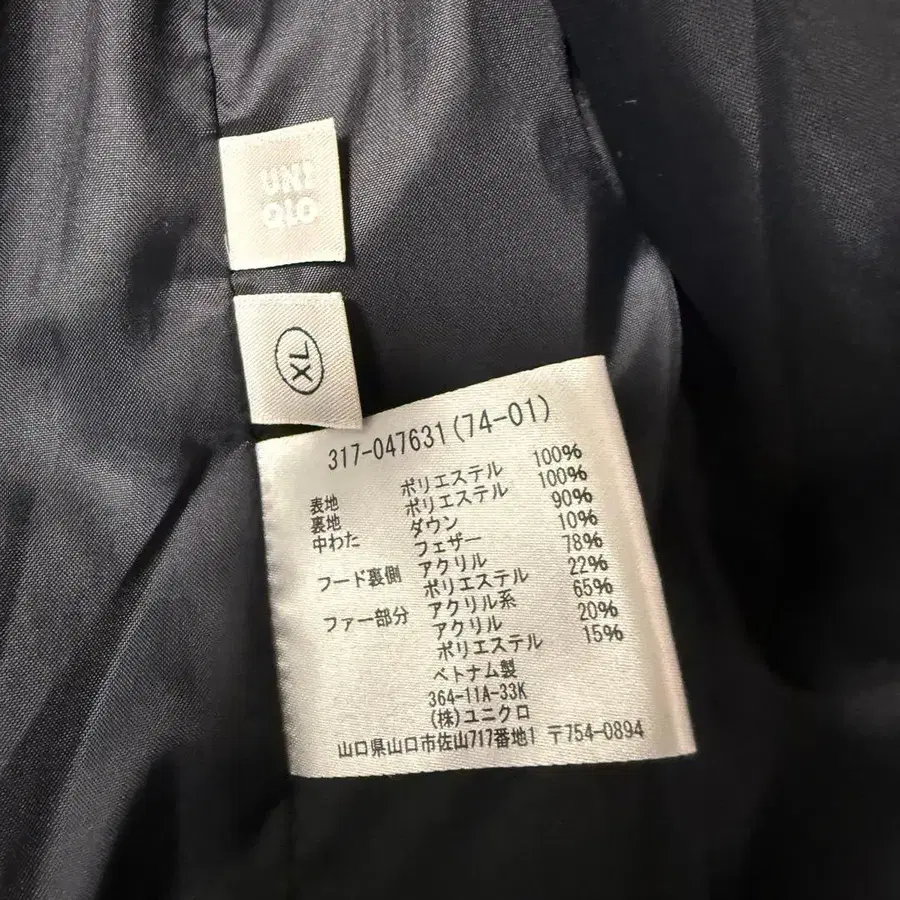 UNI
QLO
XL
317-047631(74-01)
表地 ポリエステル 100%
裏地 ポリエステル 100%
中わた ダウン 90%
フェザー 10%
フード裏側 アクリル 78%
ポリエステル 22%
ファー部分 アクリル系 65%
アクリル 20%
ポリエステル 15%
ベトナム製
364-11A-33K
(株)ユニクロ
山口県山口市佐山717番地1 〒754-0894